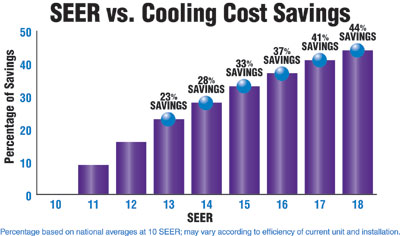 SEER vs. Cooling Cost Savings
Percentage of Savings
50
40
30
20
10
0
23%
SAVINGS
28%
SAVINGS
33%
SAVINGS
37%
SAVINGS
41%
SAVINGS
44%
SAVINGS
10 11 12 13 14 15 16 17 18
SEER
Percentage based on national averages at 10 SEER; may vary according to efficiency of current unit and installation.